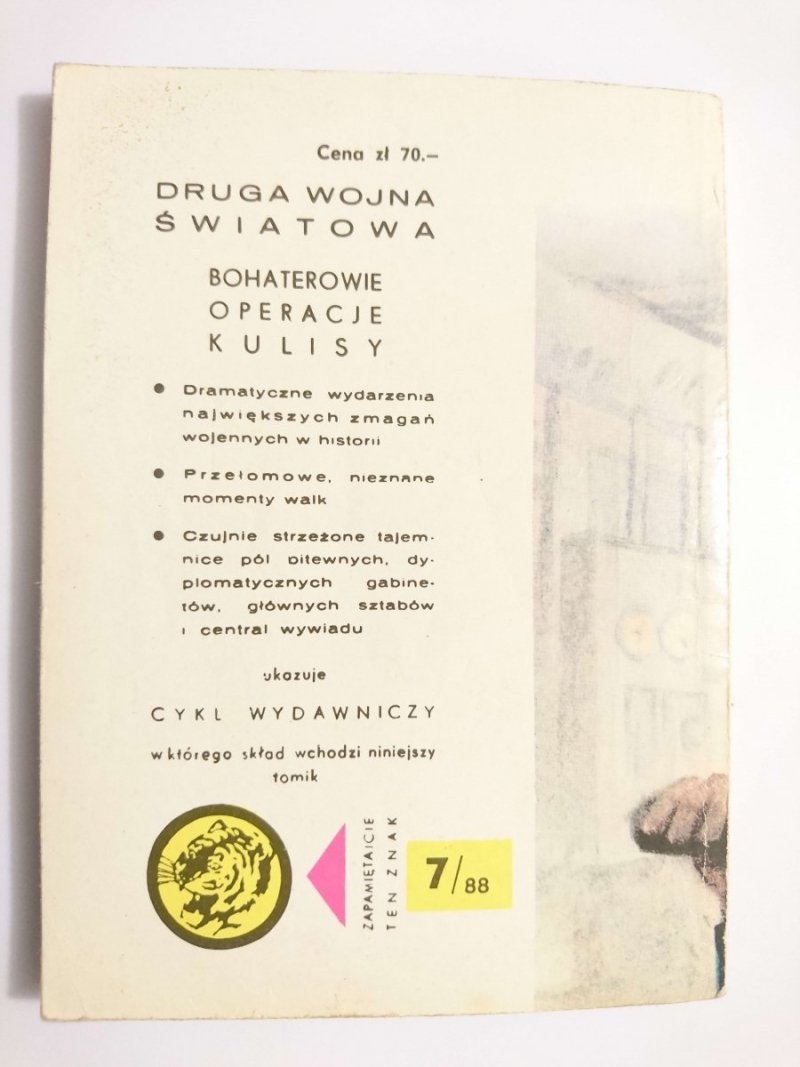 Cena zł 70.–
DRUGA WOJNA
ŚWIATOWA
BOHATEROWIE
OPERACJE
KULISY
● Dramatyczne wydarzenia
największych zmagań
wojennych w historii
● Przełomowe, nieznane
momenty walk
● Czujnie strzeżone tajem-
nice pól bitewnych, dy-
plomatycznych gabine-
tów, głównych sztabów
i central wywiadu
ukazuje
CYKL WYDAWNICZY
w którego skład wchodzi niniejszy
tomik
ZAPAMIĘTAJCIE
TEN ZNAK
7/88